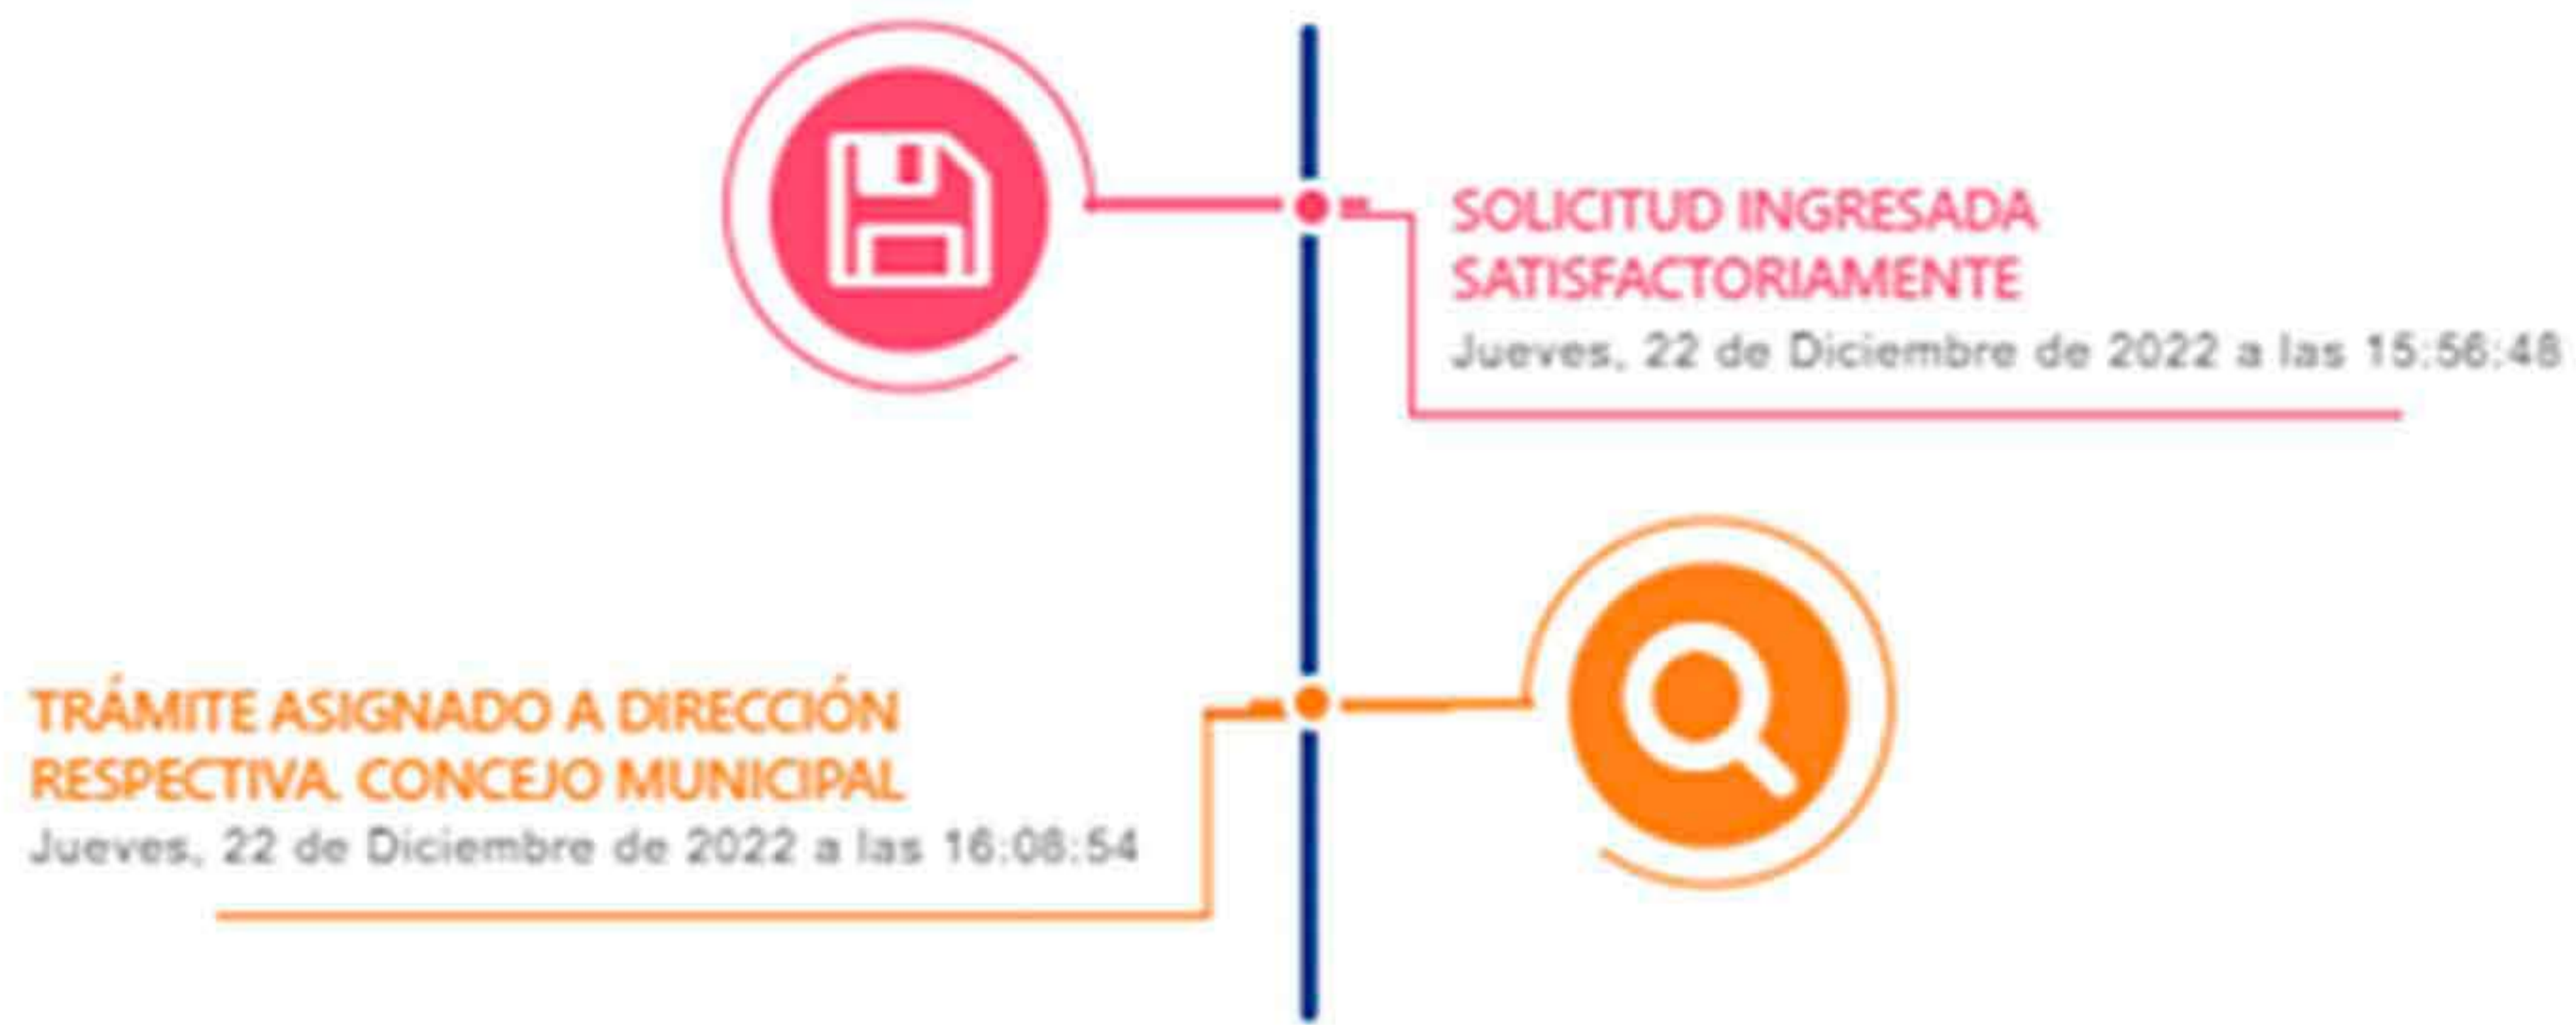 SOLICITUD INGRESADA
SATISFACTORIAMENTE
Jueves, 22 de Diciembre de 2022 a las 15:56:48
TRÁMITE ASIGNADO A DIRECCIÓN
RESPECTIVA. CONCEJO MUNICIPAL
Jueves, 22 de Diciembre de 2022 a las 16:08:54